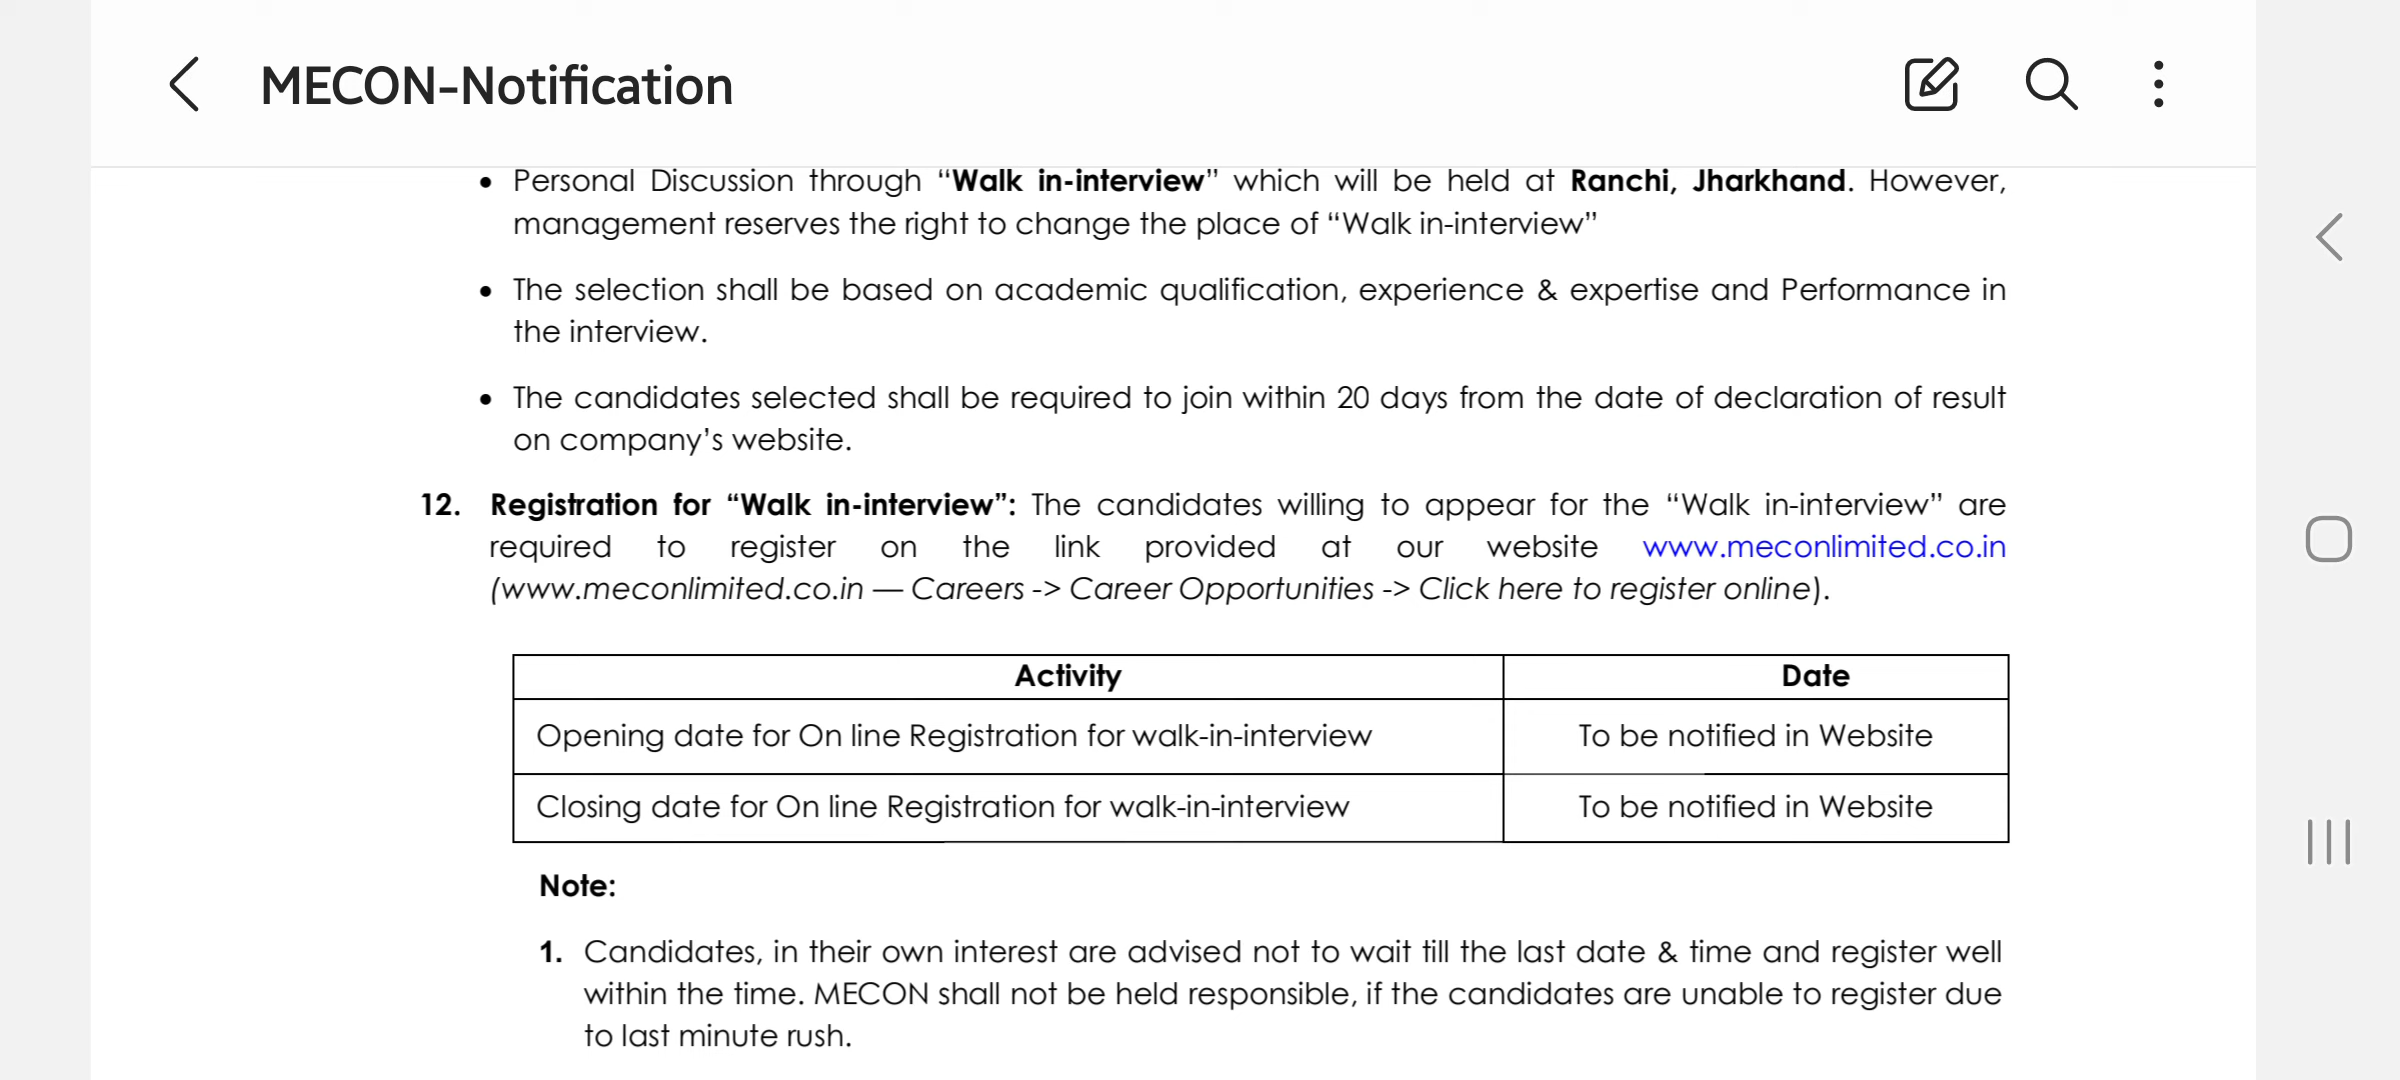 MECON-Notification
• Personal Discussion through “Walk in-interview” which will be held at Ranchi, Jharkhand. However,
management reserves the right to change the place of “Walk in-interview”
• The selection shall be based on academic qualification, experience & expertise and Performance in
the interview.
• The candidates selected shall be required to join within 20 days from the date of declaration of result
on company’s website.
12. Registration for “Walk in-interview”: The candidates willing to appear for the “Walk in-interview” are
required to register on the link provided at our website www.meconlimited.co.in
(www.meconlimited.co.in — Careers -> Career Opportunities -> Click here to register online).
Activity Date
Opening date for On line Registration for walk-in-interview To be notified in Website
Closing date for On line Registration for walk-in-interview To be notified in Website
Note:
1. Candidates, in their own interest are advised not to wait till the last date & time and register well
within the time. MECON shall not be held responsible, if the candidates are unable to register due
to last minute rush.